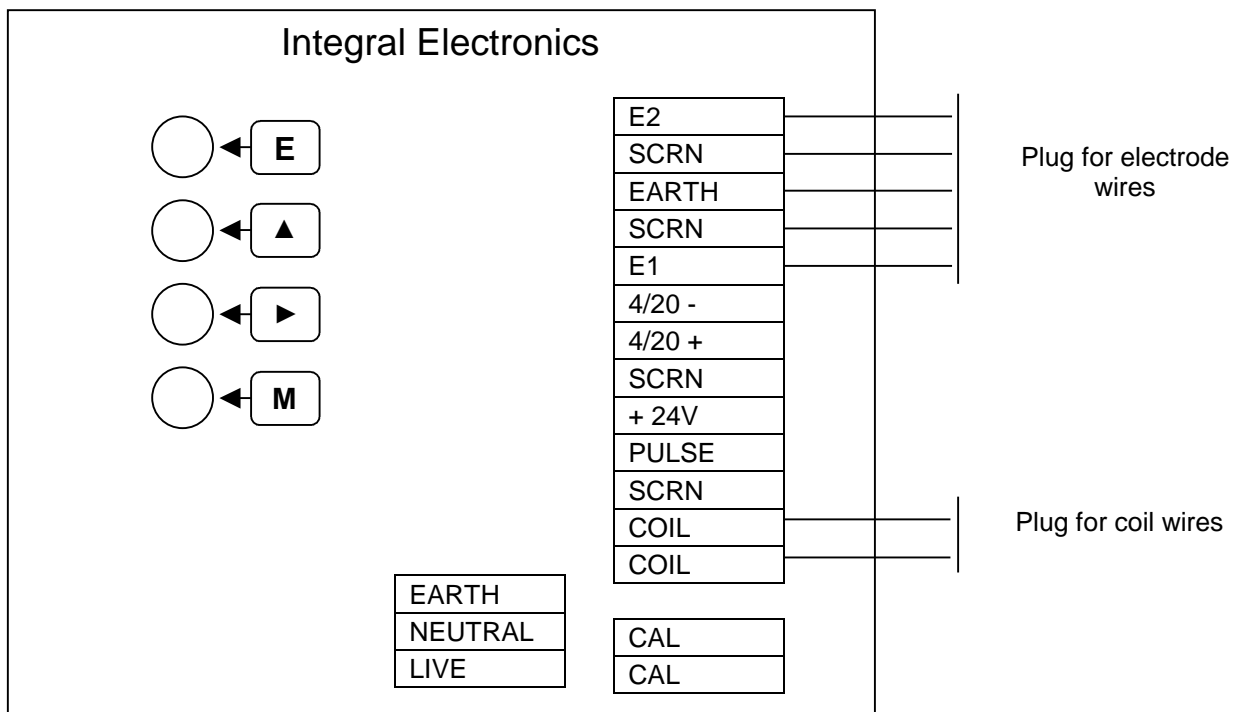 Integral Electronics
E
▲
►
M
E2
SCRN
EARTH
SCRN
E1
4/20 -
4/20 +
SCRN
+ 24V
PULSE
SCRN
COIL
COIL
Plug for electrode
wires
Plug for coil wires
EARTH
NEUTRAL
LIVE
CAL
CAL